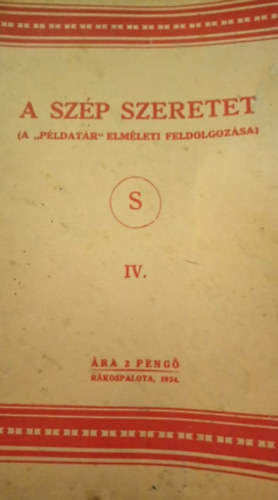 A SZÉP SZERETET
(A „PÉLDATÁR" ELMÉLETI FELDOLGOZÁSA)
S
IV.
ÁRA 2 PENGŐ
RÁKOSPALOTA, 1934.